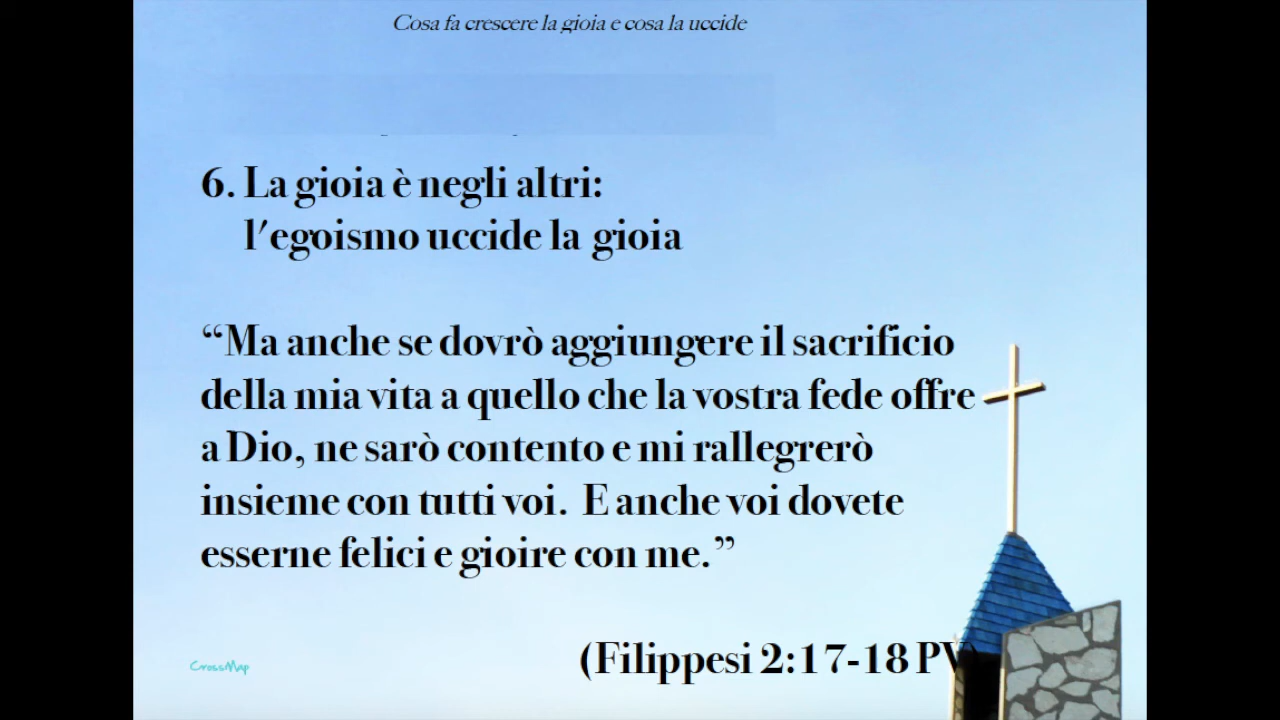 Cosa fa crescere la gioia e cosa la uccide
6. La gioia è negli altri:
l'egoismo uccide la gioia
“Ma anche se dovrò aggiungere il sacrificio
della mia vita a quello che la vostra fede offre
a Dio, ne sarò contento e mi rallegrerò
insieme con tutti voi. E anche voi dovete
esserne felici e gioire con me.”
(Filippesi 2:17-18 PV)
CrossMap